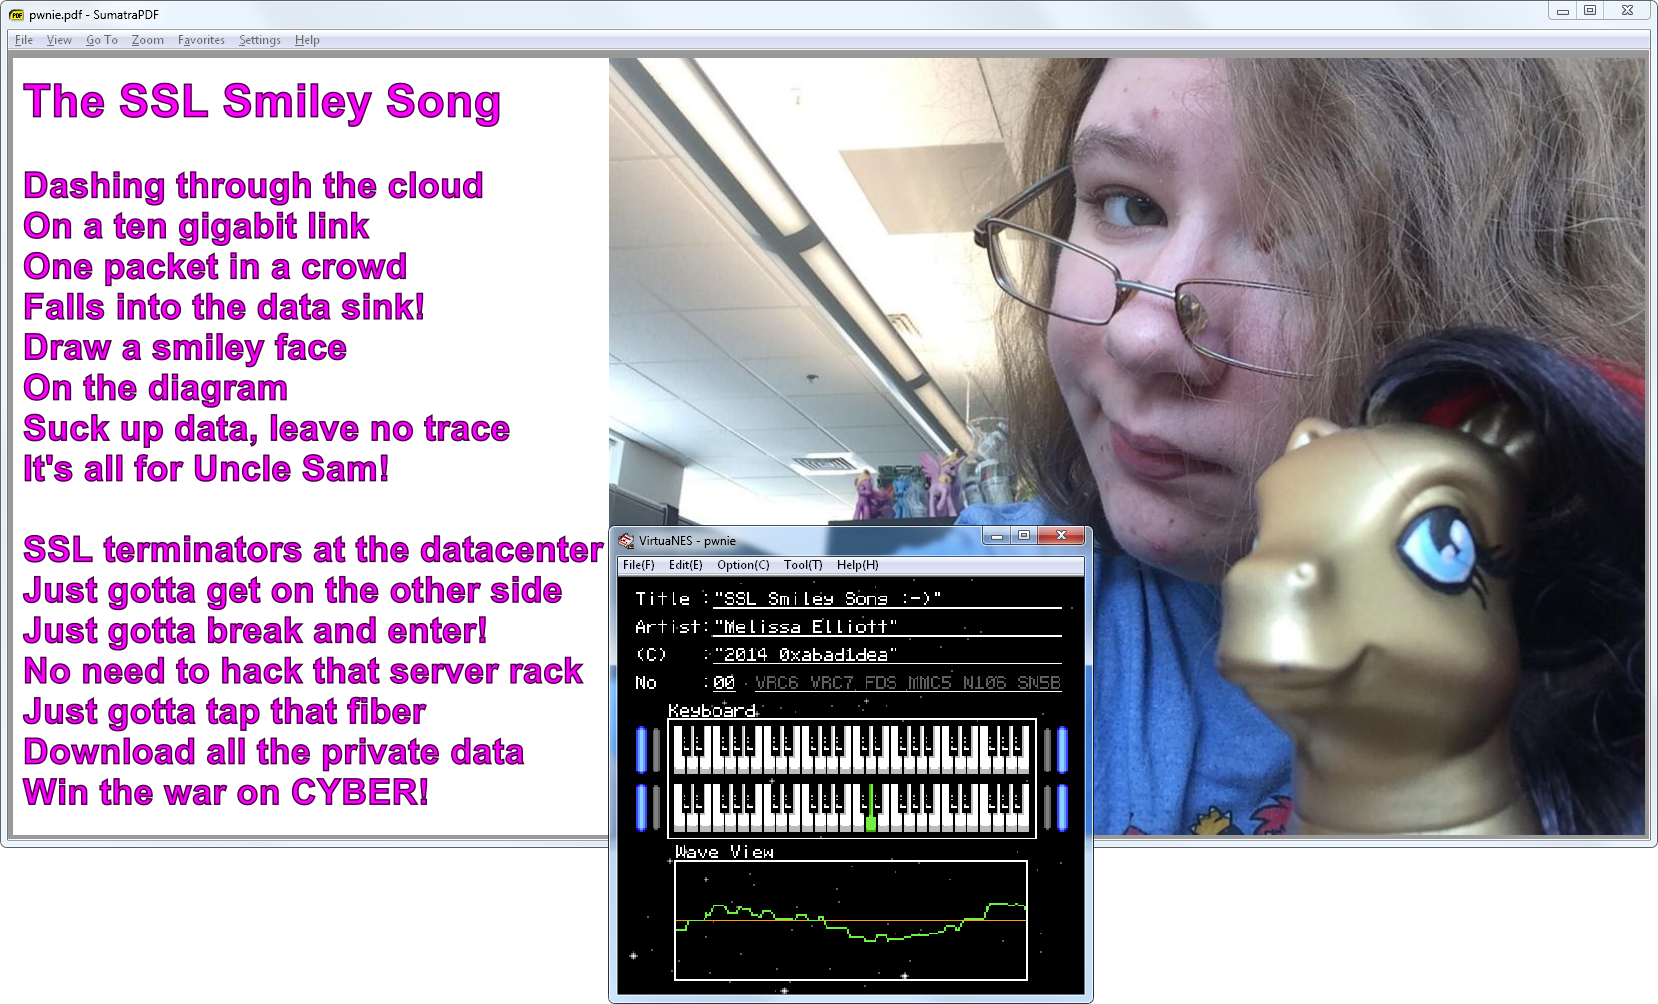 pwnie.pdf - SumatraPDF
File View Go To Zoom Favorites Settings Help
The SSL Smiley Song
Dashing through the cloud
On a ten gigabit link
One packet in a crowd
Falls into the data sink!
Draw a smiley face
On the diagram
Suck up data, leave no trace
It's all for Uncle Sam!
SSL terminators at the datacenter
Just gotta get on the other side
Just gotta break and enter!
No need to hack that server rack
Just gotta tap that fiber
Download all the private data
Win the war on CYBER!
VirtuaNES - pwnie
File(F) Edit(E) Option(C) Tool(T) Help(H)
Title :"SSL Smiley Song :-)"
Artist:"Melissa Elliott"
(C) :"2014 0xabad1dea"
No :00 VRC6 VRC7 FDS MMC5 N106 SN5B
Keyboard
Wave View